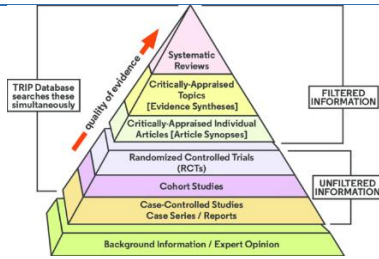 Systematic
Reviews
Critically-Appraised
Topics
[Evidence Syntheses]
Critically-Appraised Individual
Articles [Article Synopses]
Randomized Controlled Trials
(RCTs)
Cohort Studies
Case-Controlled Studies
Case Series / Reports
Background Information / Expert Opinion
quality of evidence
TRIP Database
searches these
simultaneously
FILTERED
INFORMATION
UNFILTERED
INFORMATION